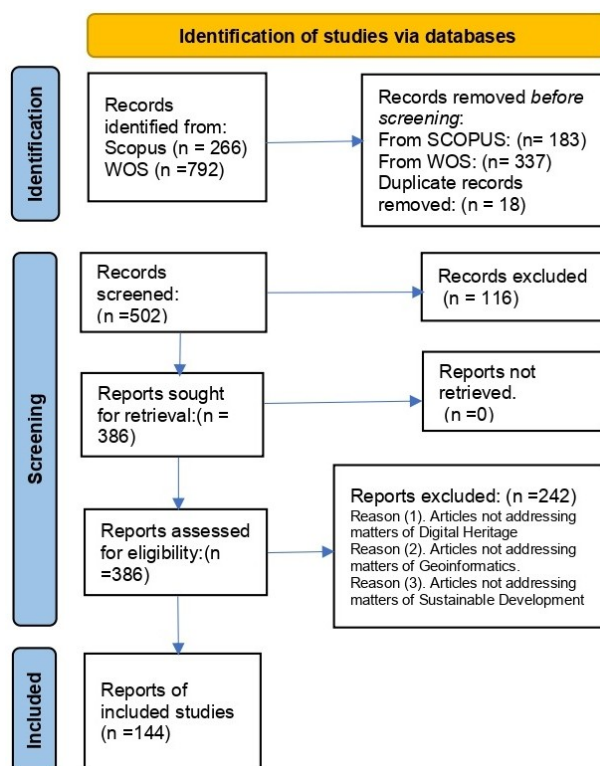 Identification of studies via databases
Identification
Records
identified from:
Scopus (n = 266)
WOS (n =792)
Records removed before
screening:
From SCOPUS: (n= 183)
From WOS: (n= 337)
Duplicate records
removed: (n = 18)
Screening
Records
screened:
(n =502)
Records excluded
(n = 116)
Reports sought
for retrieval:(n =
386)
Reports not
retrieved.
(n =0)
Reports assessed
for eligibility:(n
=386)
Reports excluded: (n =242)
Reason (1). Articles not addressing
matters of Digital Heritage
Reason (2). Articles not addressing
matters of Geoinformatics.
Reason (3). Articles not addressing
matters of Sustainable Development
Included
Reports of
included studies
(n =144)